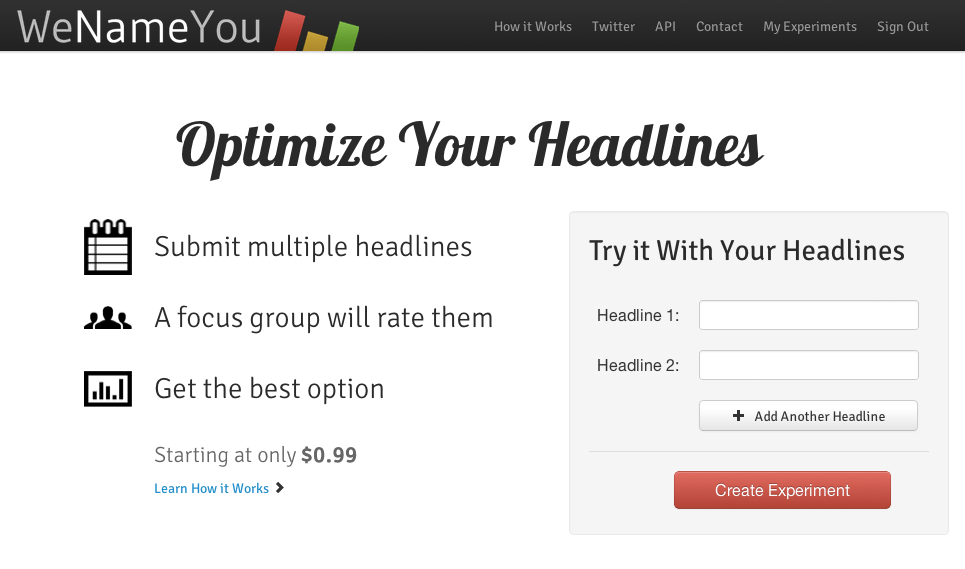 WeNameYou
How it Works Twitter API Contact My Experiments Sign Out
Optimize Your Headlines
Submit multiple headlines
A focus group will rate them
Get the best option
Starting at only $0.99
Learn How it Works
Try it With Your Headlines
Headline 1:
Headline 2:
Add Another Headline
Create Experiment